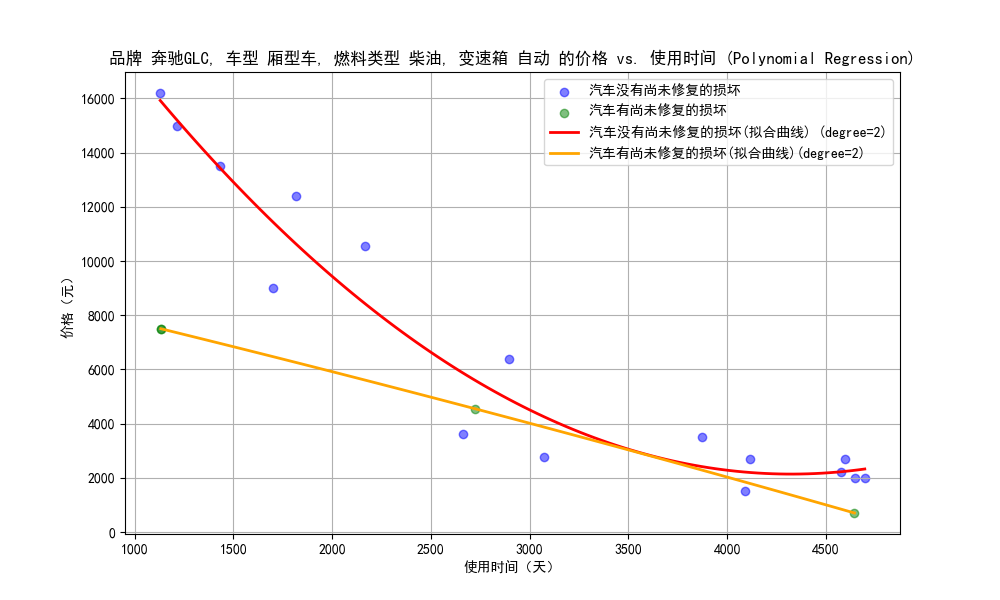 品牌 奔驰GLC, 车型 厢型车, 燃料类型 柴油, 变速箱 自动 的价格 vs. 使用时间 (Polynomial Regression)
汽车没有尚未修复的损坏
汽车有尚未修复的损坏
汽车没有尚未修复的损坏(拟合曲线) (degree=2)
汽车有尚未修复的损坏(拟合曲线)(degree=2)
价格（元）
16000
14000
12000
10000
8000
6000
4000
2000
0
1000 1500 2000 2500 3000 3500 4000 4500
使用时间（天）